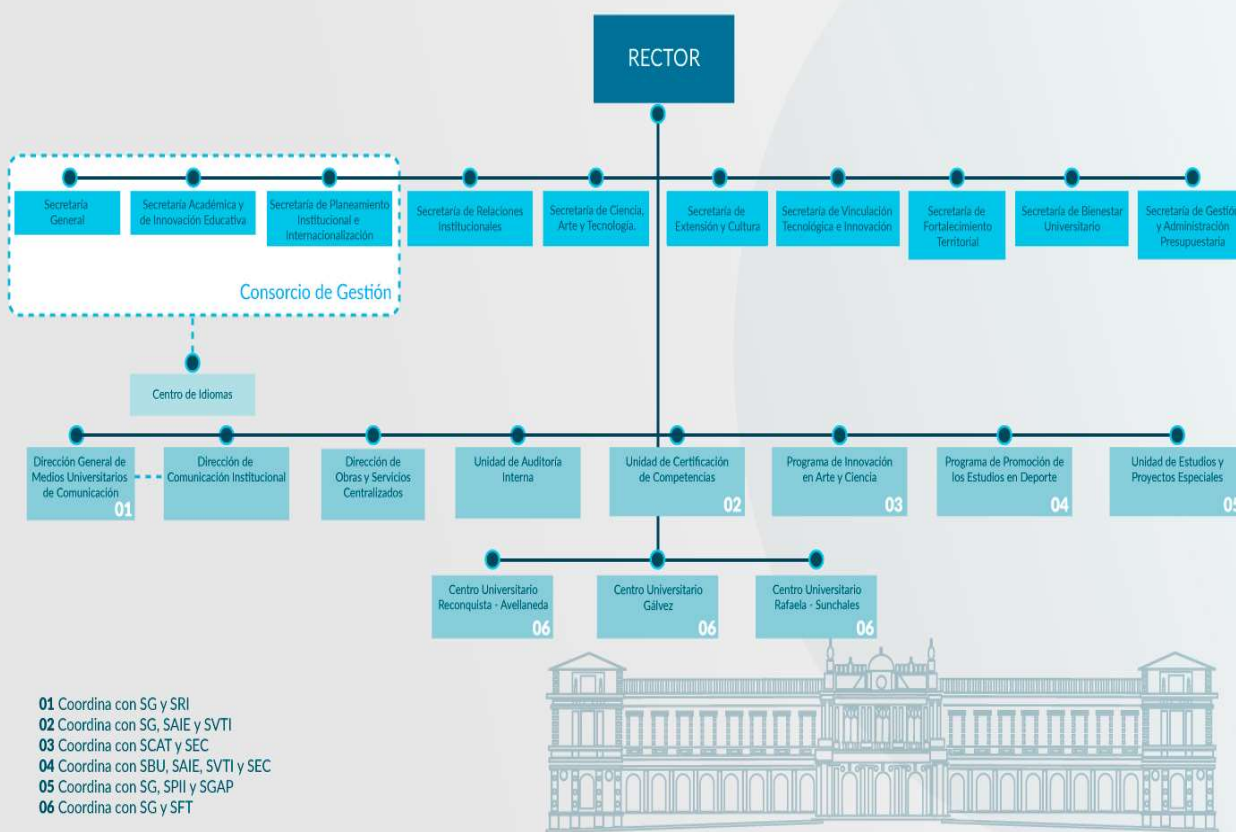 RECTOR
Secretaría
General
Secretaría Académica y
de Innovación Educativa
Secretaría de Planeamiento
Institucional e
Internacionalización
Secretaría de Relaciones
Institucionales
Secretaría de Ciencia,
Arte y Tecnología.
Secretaría de
Extensión y Cultura
Secretaría de Vinculación
Tecnológica e Innovación
Secretaría de
Fortalecimiento
Territorial
Secretaría de Bienestar
Universitario
Secretaría de Gestión
y Administración
Presupuestaria
Consorcio de Gestión
Centro de Idiomas
Dirección General de
Medios Universitarios
de Comunicación
01
Dirección de
Comunicación Institucional
Dirección de
Obras y Servicios
Centralizados
Unidad de Auditoría
Interna
Unidad de Certificación
de Competencias
02
Programa de Innovación
en Arte y Ciencia
03
Programa de Promoción de
los Estudios en Deporte
04
Unidad de Estudios y
Proyectos Especiales
05
Centro Universitario
Reconquista - Avellaneda
06
Centro Universitario
Gálvez
06
Centro Universitario
Rafaela - Sunchales
06
01 Coordina con SG y SRI
02 Coordina con SG, SAIE y SVTI
03 Coordina con SCAT y SEC
04 Coordina con SBU, SAIE, SVTI y SEC
05 Coordina con SG, SPII y SGAP
06 Coordina con SG y SFT